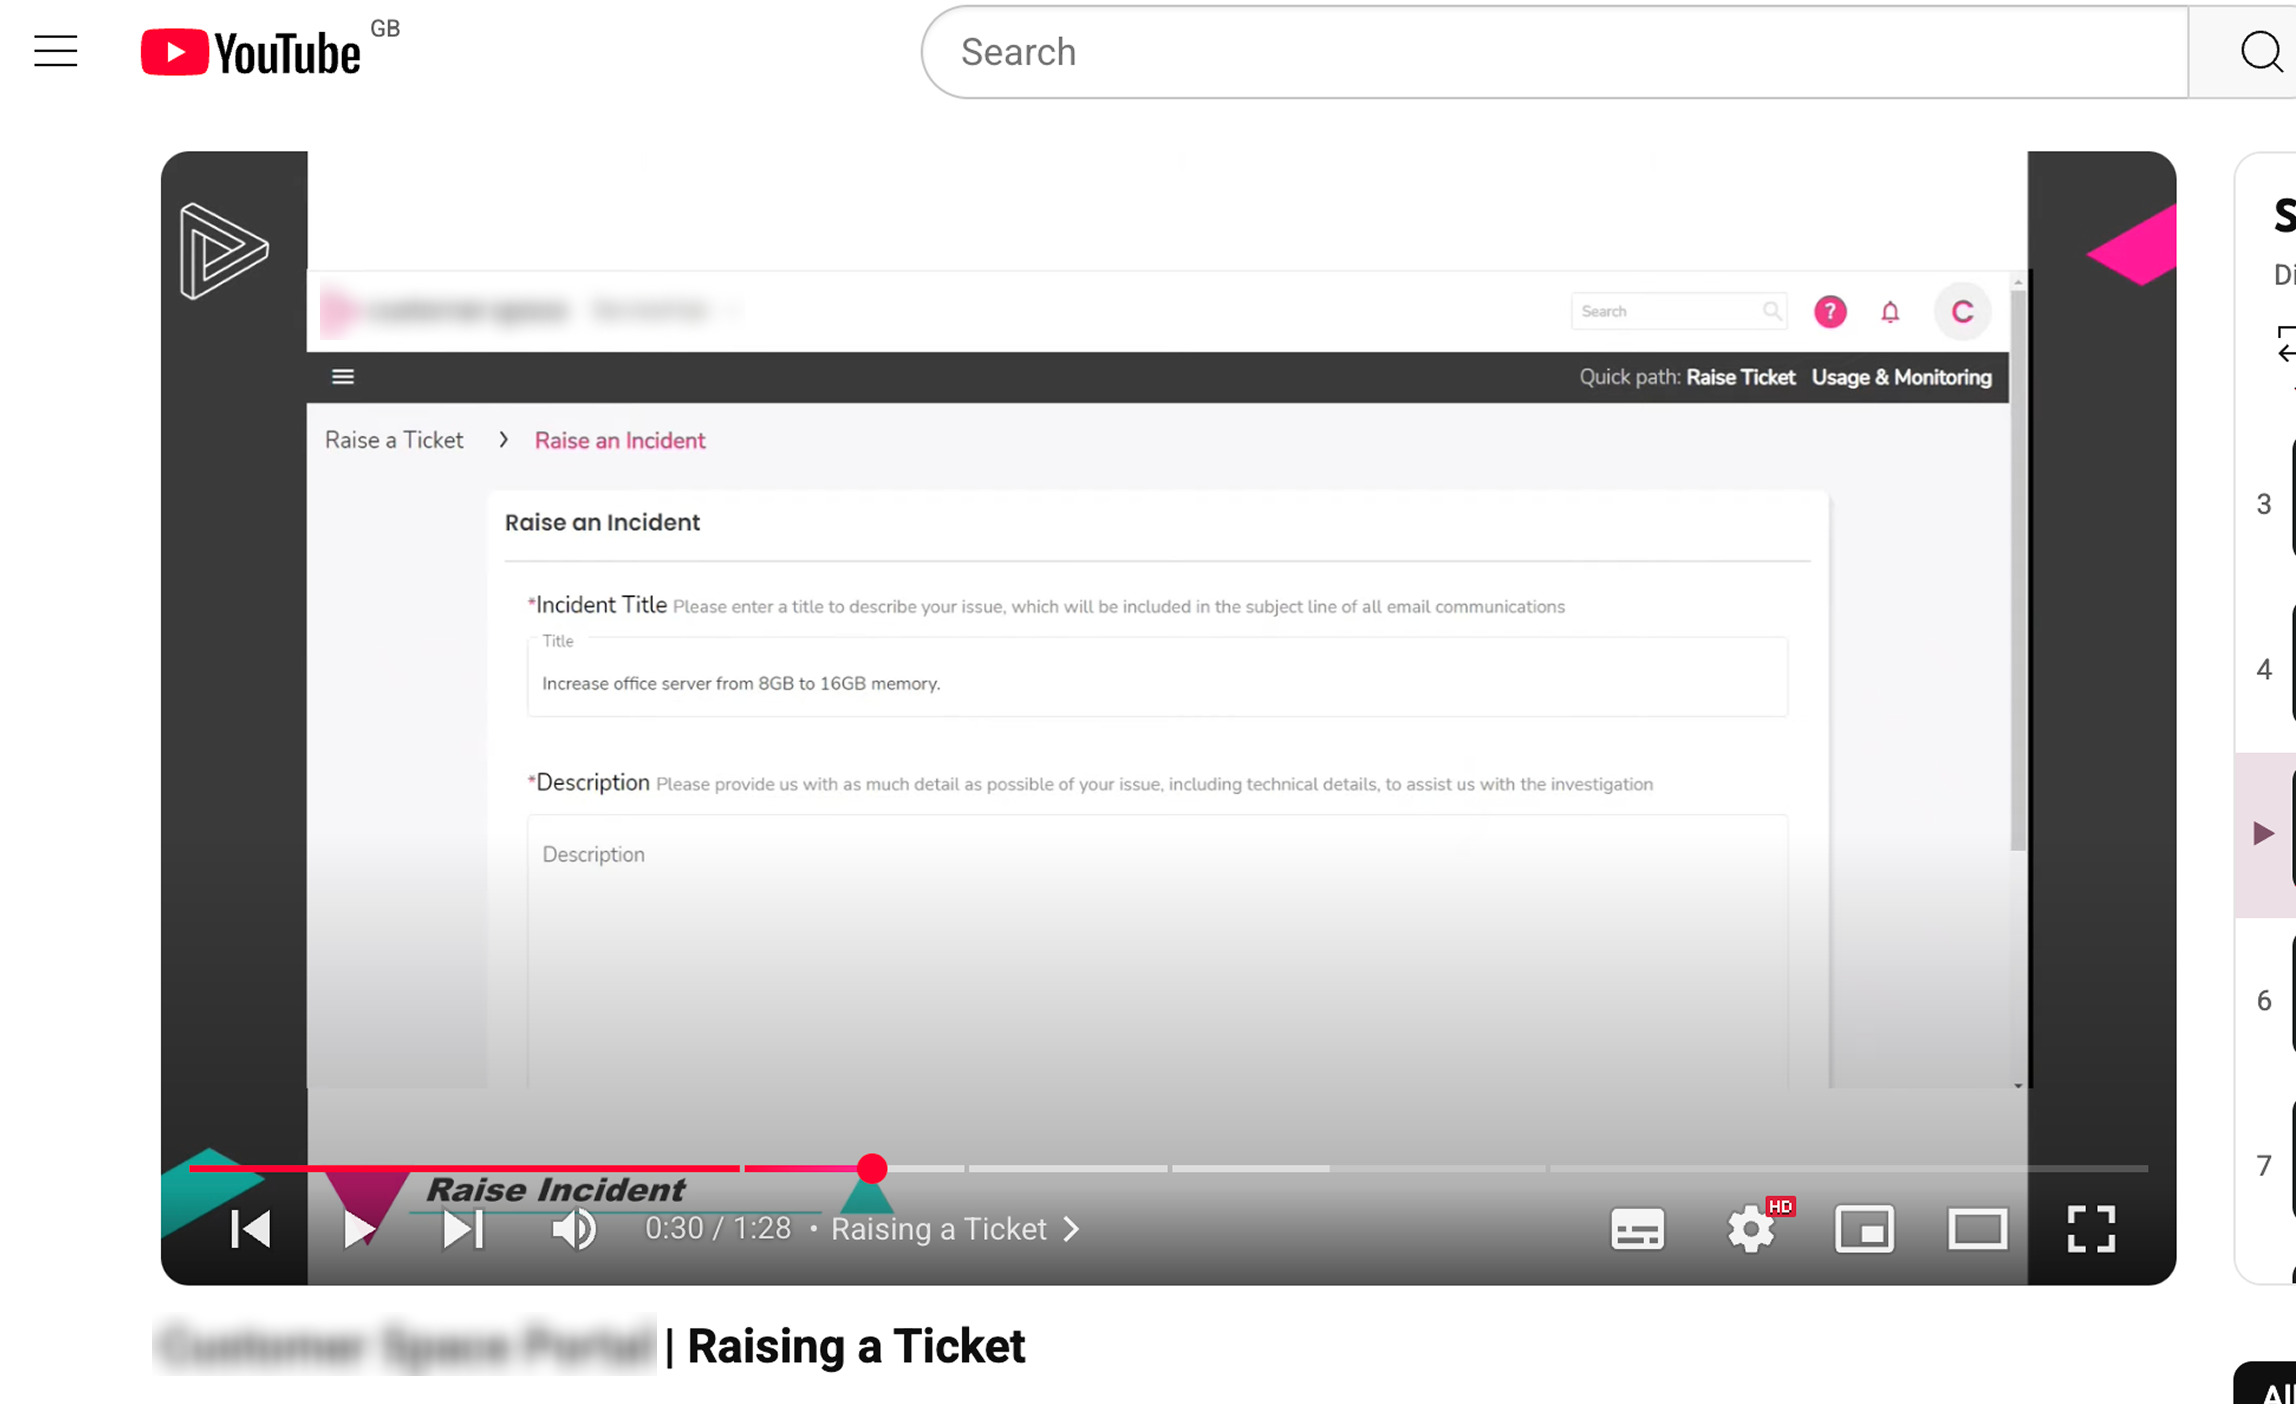 YouTube GB
Search
Search
?
C
Quick path: Raise Ticket Usage & Monitoring
Raise a Ticket > Raise an Incident
Raise an Incident
*Incident Title Please enter a title to describe your issue, which will be included in the subject line of all email communications
Title
Increase office server from 8GB to 16GB memory.
*Description Please provide us with as much detail as possible of your issue, including technical details, to assist us with the investigation
Description
Raise Incident
0:30 / 1:28 • Raising a Ticket
HD
| Raising a Ticket
S
Di
3
4
6
7
All